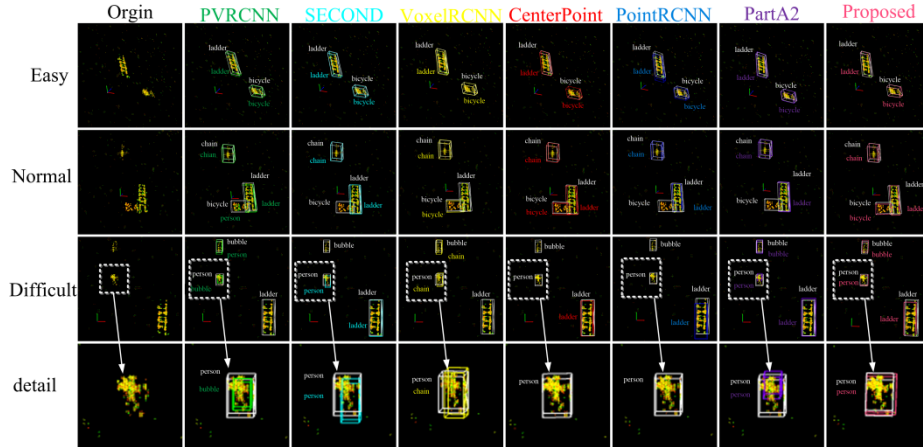 Orgin PVRCNN SECOND VoxelRCNN CenterPoint PointRCNN PartA2 Proposed
Easy
ladder ladder ladder ladder ladder ladder ladder
ladder ladder ladder ladder ladder ladder ladder
bicycle bicycle bicycle bicycle bicycle bicycle bicycle
bicycle bicycle bicycle bicycle bicycle bicycle bicycle
Normal
chain chain chain chain chain chain chain
chain chain chain chain chain chain chain
ladder ladder ladder ladder ladder ladder ladder
bicycle ladder bicycle ladder bicycle ladder bicycle ladder bicycle ladder bicycle ladder bicycle ladder
person bicycle bicycle bicycle
Difficult
bubble bubble bubble bubble bubble bubble bubble
person chain bubble bubble
person person person person person person person
bubble person chain person person
ladder ladder ladder ladder ladder ladder ladder
ladder ladder ladder ladder ladder
detail
person person person person person person person
bubble person chain person person